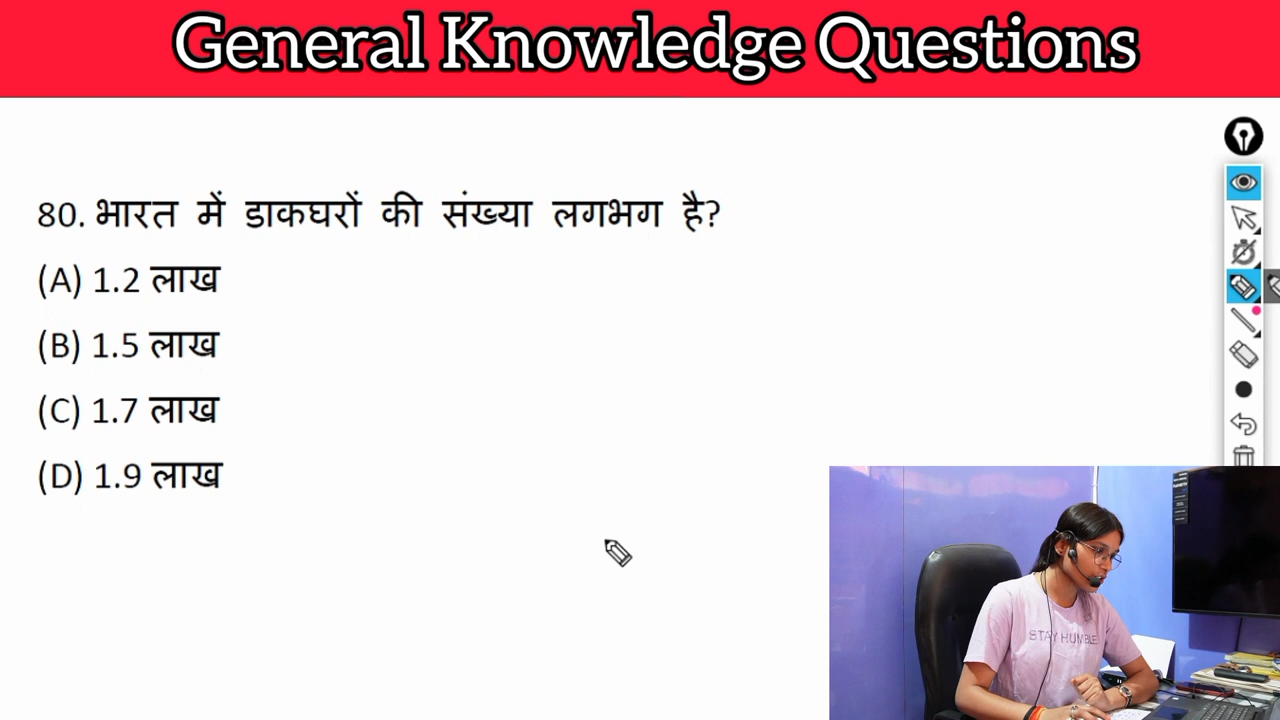 General Knowledge Questions
80. भारत में डाकघरों की संख्या लगभग है?
(A) 1.2 लाख
(B) 1.5 लाख
(C) 1.7 लाख
(D) 1.9 लाख
STAY HUMBLE